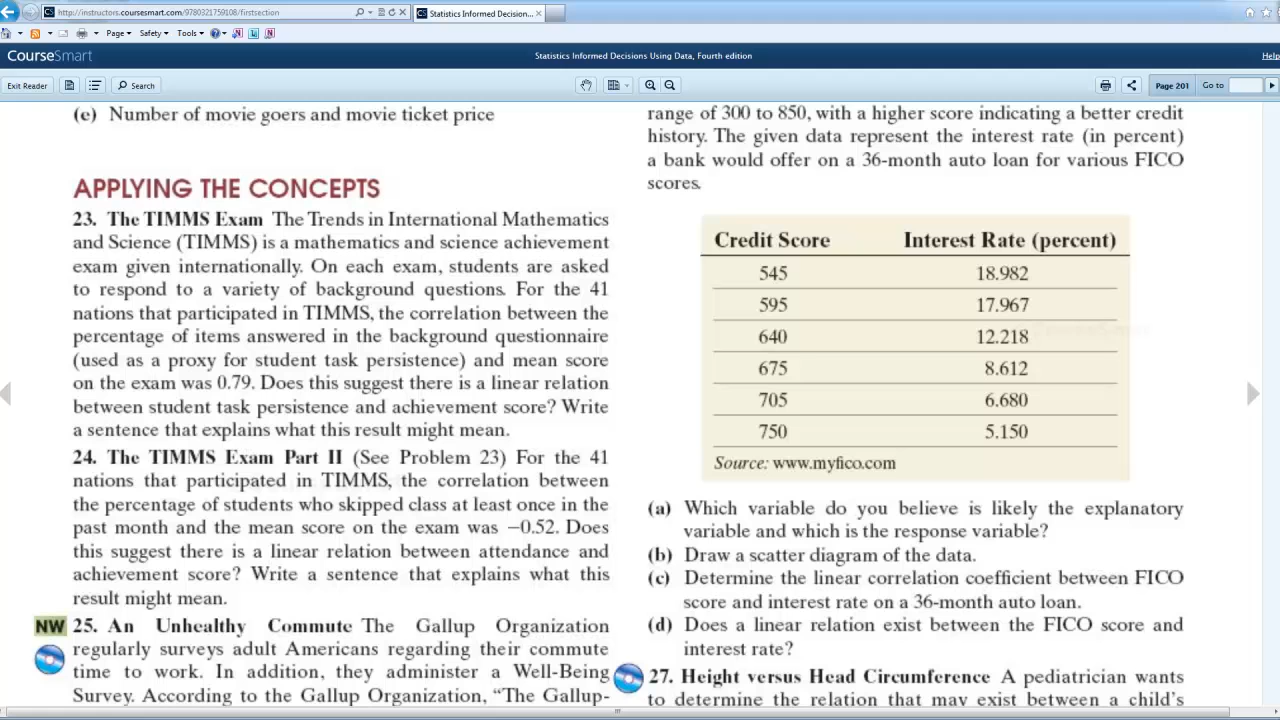 http://instructors.coursesmart.com/9780321759108/firstsection
Statistics Informed Decision...
Page
Safety
Tools
CourseSmart
Statistics Informed Decisions Using Data, Fourth edition
Help
Exit Reader
Search
Page 201
Go to
(e) Number of movie goers and movie ticket price
APPLYING THE CONCEPTS
23. The TIMMS Exam The Trends in International Mathematics
and Science (TIMMS) is a mathematics and science achievement
exam given internationally. On each exam, students are asked
to respond to a variety of background questions. For the 41
nations that participated in TIMMS, the correlation between the
percentage of items answered in the background questionnaire
(used as a proxy for student task persistence) and mean score
on the exam was 0.79. Does this suggest there is a linear relation
between student task persistence and achievement score? Write
a sentence that explains what this result might mean.
24. The TIMMS Exam Part II (See Problem 23) For the 41
nations that participated in TIMMS, the correlation between
the percentage of students who skipped class at least once in the
past month and the mean score on the exam was −0.52. Does
this suggest there is a linear relation between attendance and
achievement score? Write a sentence that explains what this
result might mean.
NW 25. An Unhealthy Commute The Gallup Organization
regularly surveys adult Americans regarding their commute
time to work. In addition, they administer a Well-Being
Survey. According to the Gallup Organization, “The Gallup-
range of 300 to 850, with a higher score indicating a better credit
history. The given data represent the interest rate (in percent)
a bank would offer on a 36-month auto loan for various FICO
scores.
Credit Score Interest Rate (percent)
545 18.982
595 17.967
640 12.218
675 8.612
705 6.680
750 5.150
Source: www.myfico.com
(a) Which variable do you believe is likely the explanatory
variable and which is the response variable?
(b) Draw a scatter diagram of the data.
(c) Determine the linear correlation coefficient between FICO
score and interest rate on a 36-month auto loan.
(d) Does a linear relation exist between the FICO score and
interest rate?
27. Height versus Head Circumference A pediatrician wants
to determine the relation that may exist between a child’s